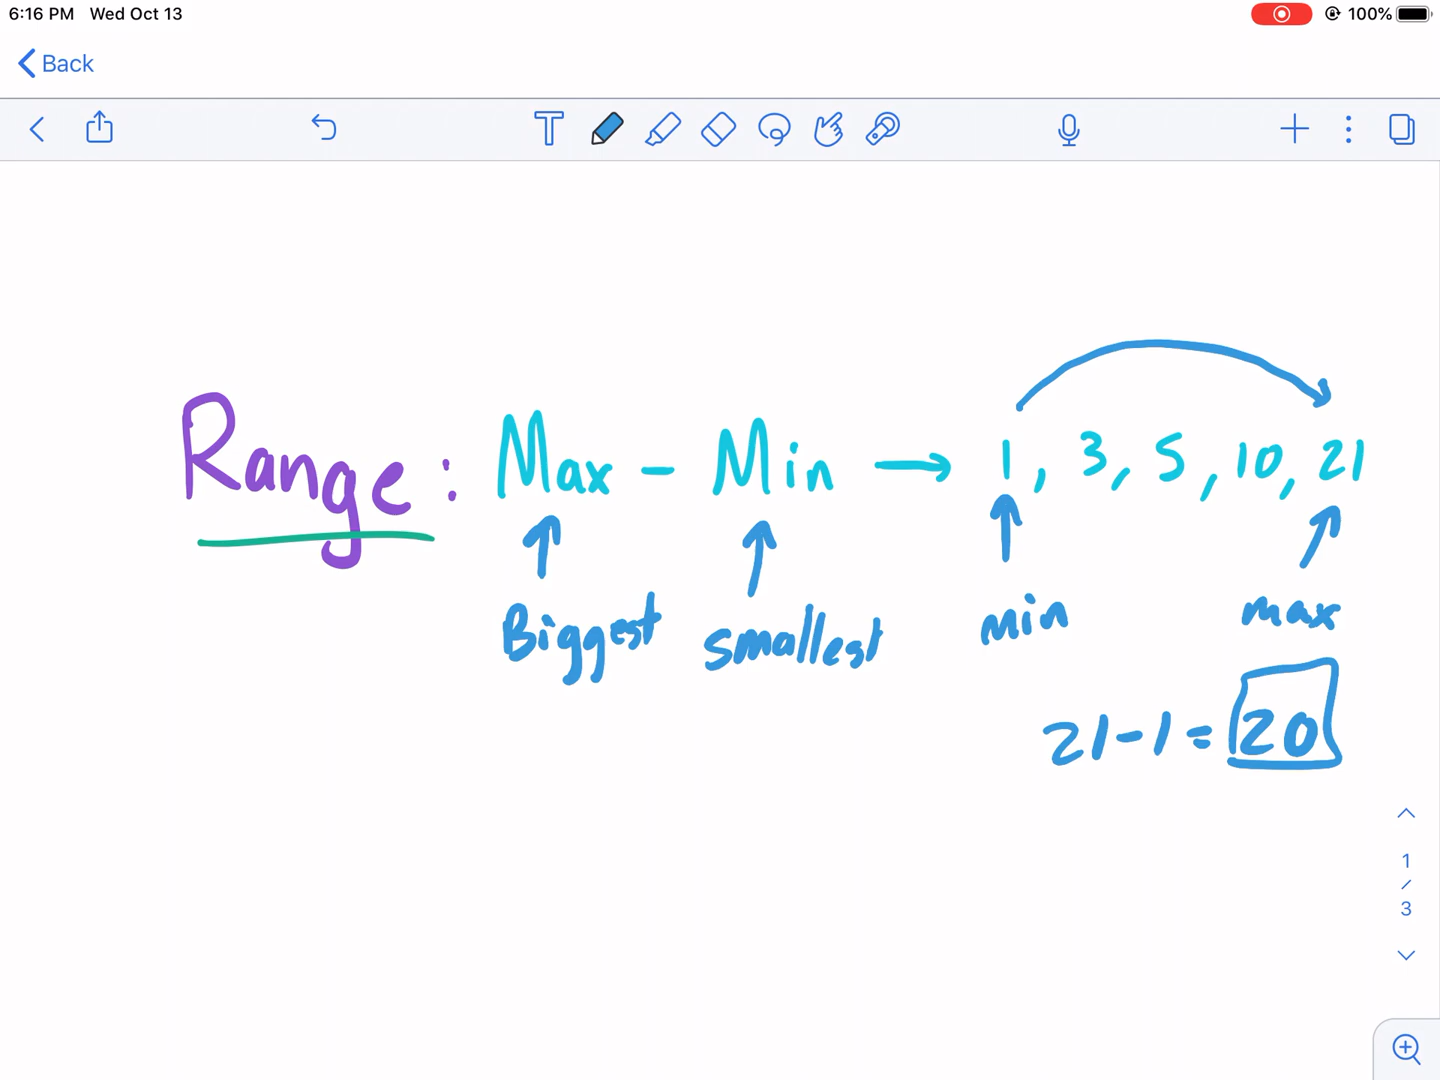 6:16 PM Wed Oct 13 100%
Back
T
Range: Max - Min → 1, 3, 5, 10, 21
Biggest smallest min max
21-1=20
1
/
3